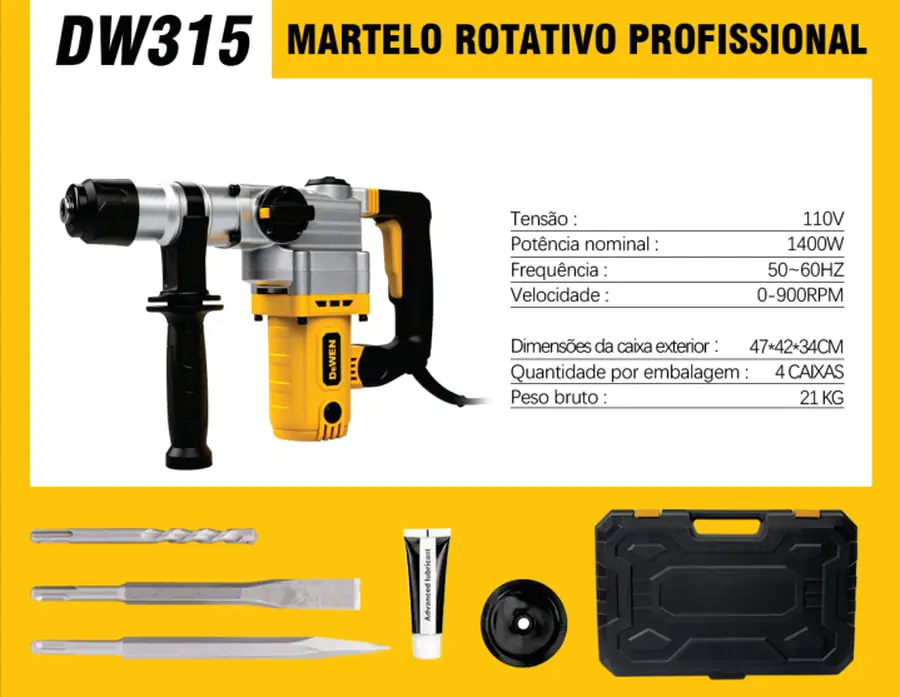 DW315
MARTELO ROTATIVO PROFISSIONAL
Tensão : 110V
Potência nominal : 1400W
Frequência : 50~60HZ
Velocidade : 0-900RPM
Dimensões da caixa exterior : 47*42*34CM
Quantidade por embalagem : 4 CAIXAS
Peso bruto : 21 KG
DeWEN
Advanced lubricant